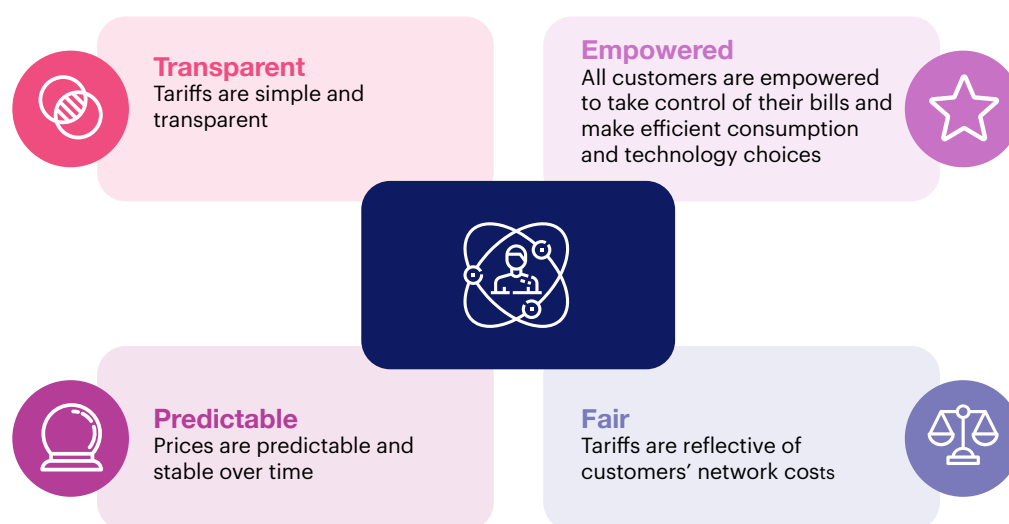 Transparent
Tariffs are simple and
transparent
Empowered
All customers are empowered
to take control of their bills and
make efficient consumption
and technology choices
Predictable
Prices are predictable and
stable over time
Fair
Tariffs are reflective of
customers’ network costs